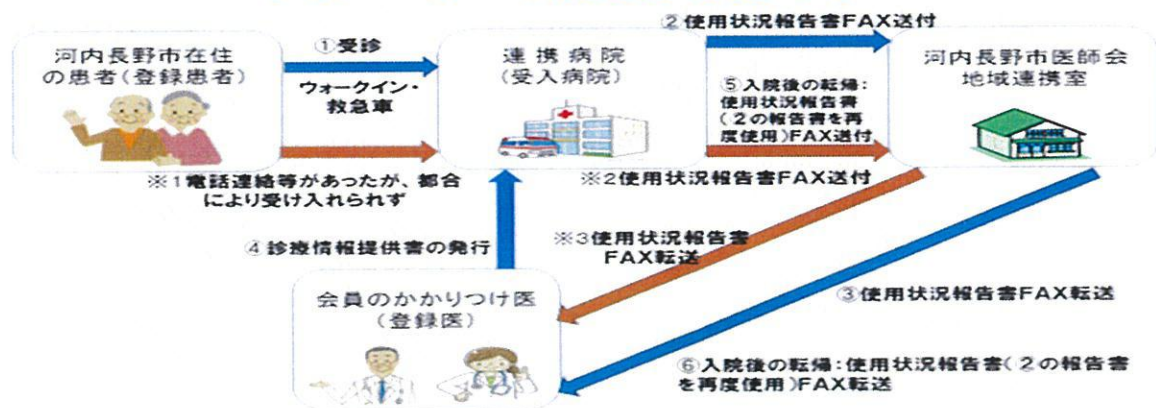 ②使用状況報告書FAX送付
河内長野市在住
の患者(登録患者)
①受診
ウォークイン・
救急車
連携病院
(受入病院)
⑤入院後の転帰:
使用状況報告書
(②の報告書を再
度使用)FAX送付
河内長野市医師会
地域連携室
※1電話連絡等があったが、都合
により受け入れられず
※2使用状況報告書FAX送付
④診療情報提供書の発行
※3使用状況報告書
FAX転送
会員のかかりつけ医
(登録医)
③使用状況報告書FAX転送
⑥入院後の転帰:使用状況報告書(②の報告書
を再度使用)FAX転送